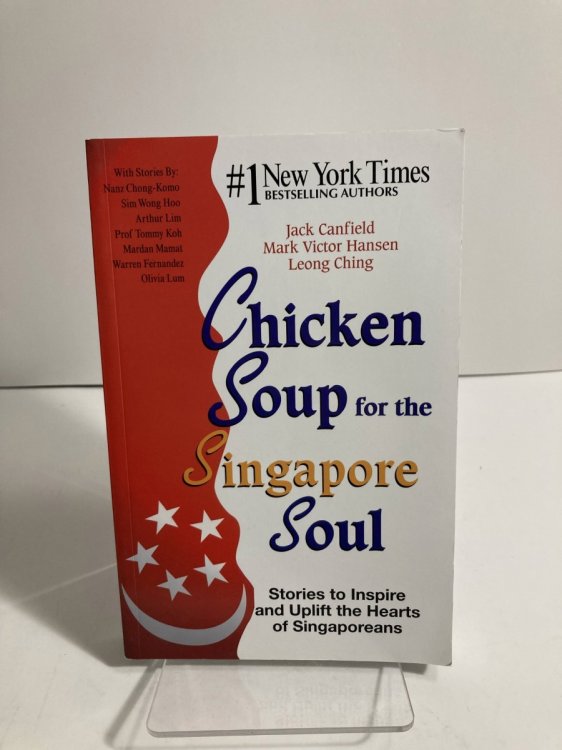 With Stories By:
Nanz Chong-Komo
Sim Wong Hoo
Arthur Lim
Prof Tommy Koh
Mardan Mamat
Warren Fernandez
Olivia Lum
#1 New York Times
BESTSELLING AUTHORS
Jack Canfield
Mark Victor Hansen
Leong Ching
Chicken
Soup for the
Singapore
Soul
Stories to Inspire
and Uplift the Hearts
of Singaporeans